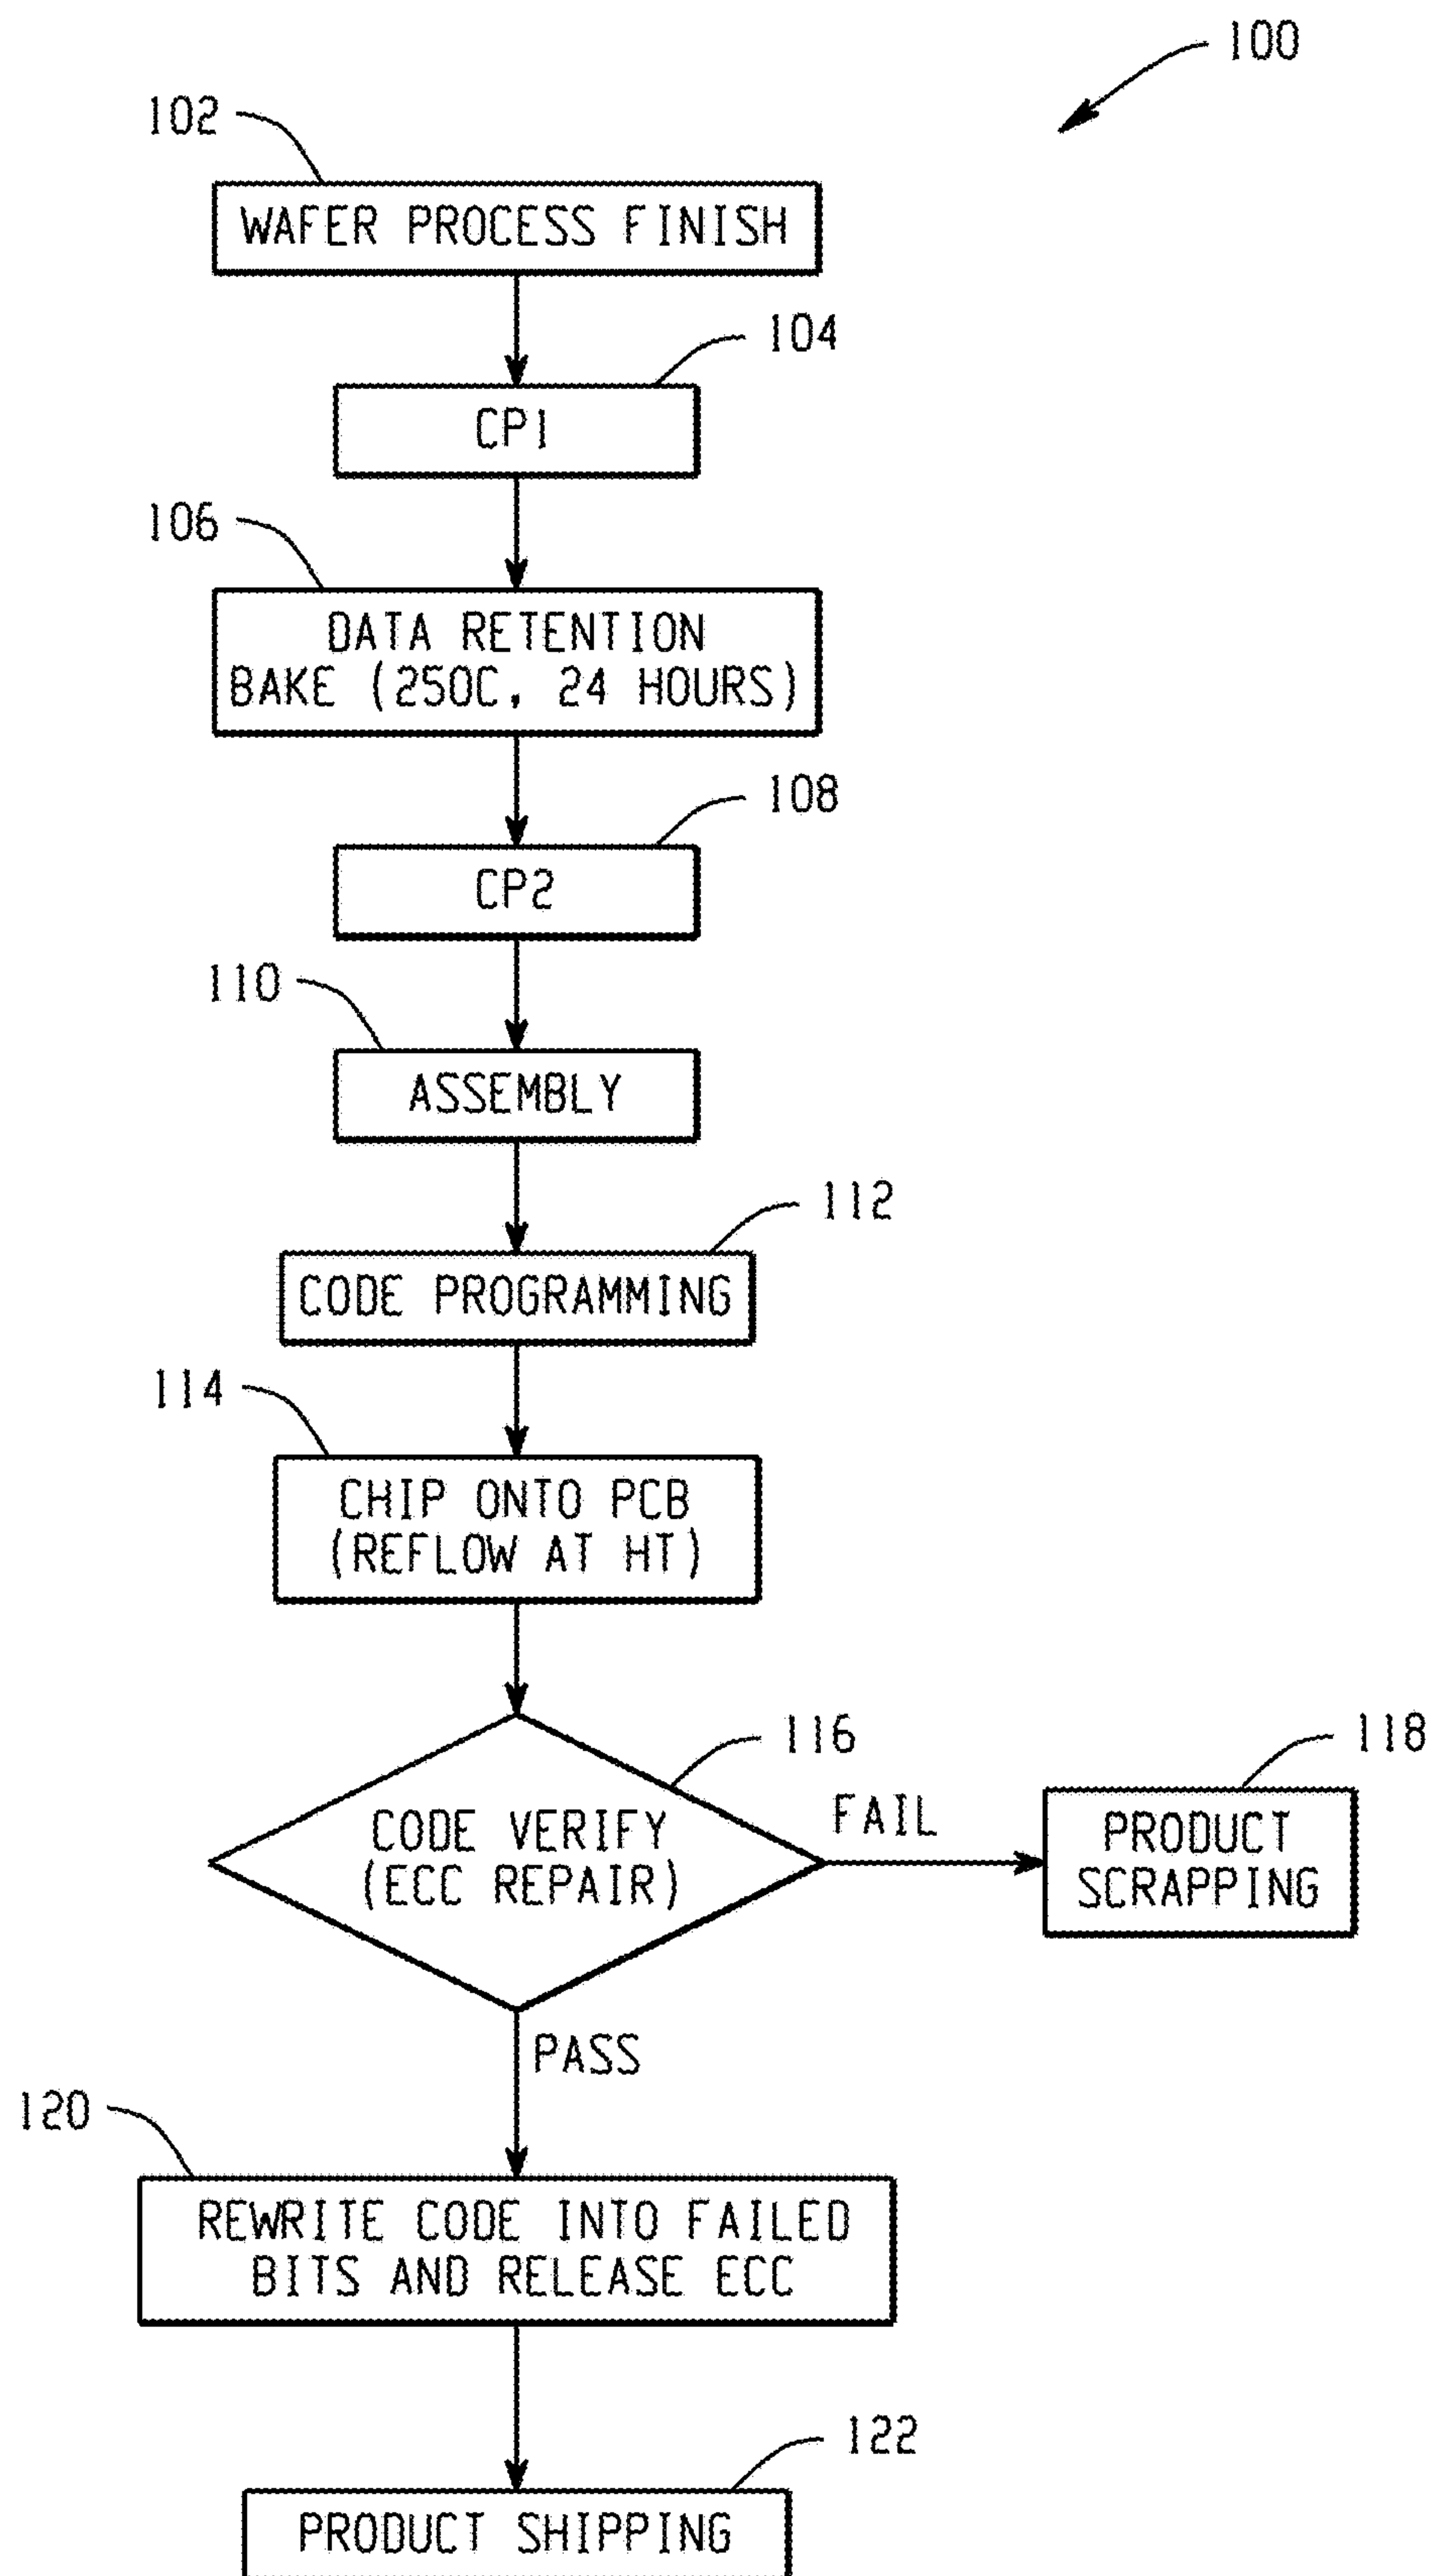 100
102
WAFER PROCESS FINISH
104
CP1
106
DATA RETENTION
BAKE (250C, 24 HOURS)
108
CP2
110
ASSEMBLY
112
CODE PROGRAMMING
114
CHIP ONTO PCB
(REFLOW AT HT)
116
118
CODE VERIFY
(ECC REPAIR)
FAIL
PRODUCT
SCRAPPING
PASS
120
REWRITE CODE INTO FAILED
BITS AND RELEASE ECC
122
PRODUCT SHIPPING